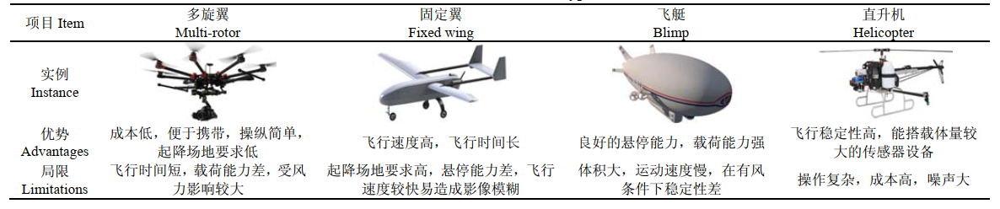 项目 Item
多旋翼
Multi-rotor
固定翼
Fixed wing
飞艇
Blimp
直升机
Helicopter
实例
Instance
优势
Advantages
成本低，便于携带，操纵简单，
起降场地要求低
飞行速度高，飞行时间长
良好的悬停能力，载荷能力强
飞行稳定性高，能搭载体量较
大的传感器设备
局限
Limitations
飞行时间短，载荷能力差，受风
力影响较大
起降场地要求高，悬停能力差，飞行
速度较快易造成影像模糊
体积大，运动速度慢，在有风
条件下稳定性差
操作复杂，成本高，噪声大